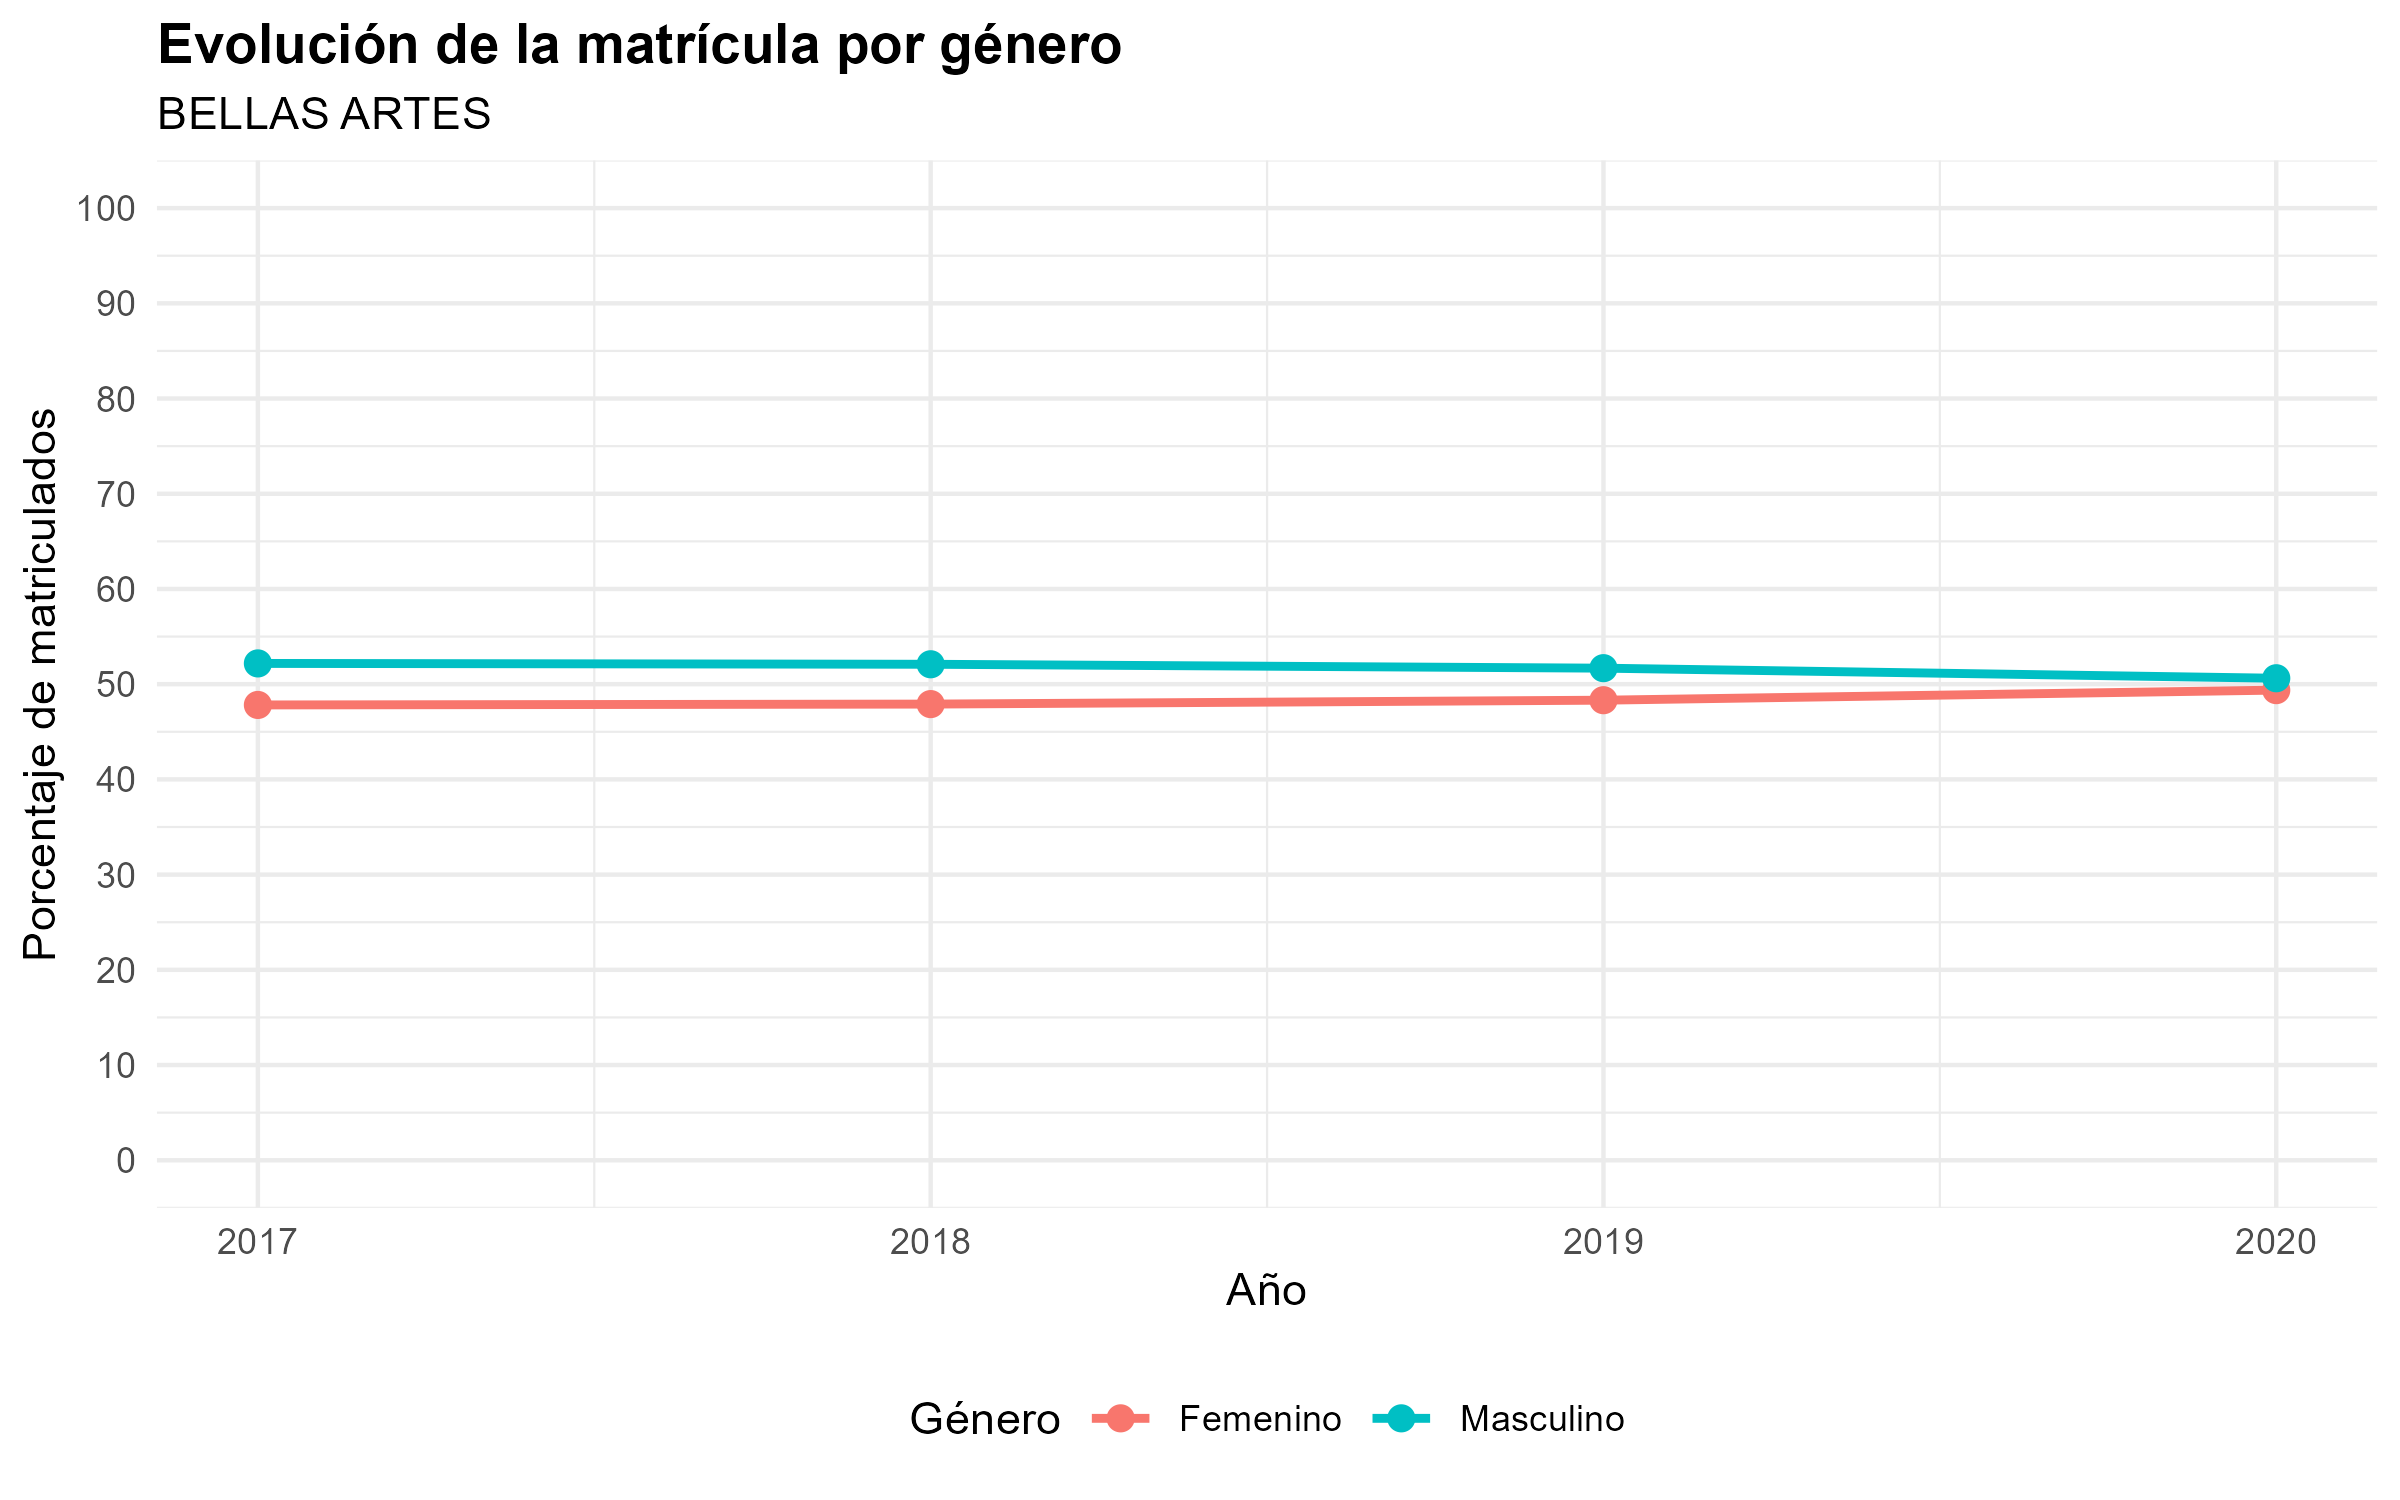 Evolución de la matrícula por género
BELLAS ARTES
Porcentaje de matriculados
100
90
80
70
60
50
40
30
20
10
0
2017 2018 2019 2020
Año
Género Femenino Masculino